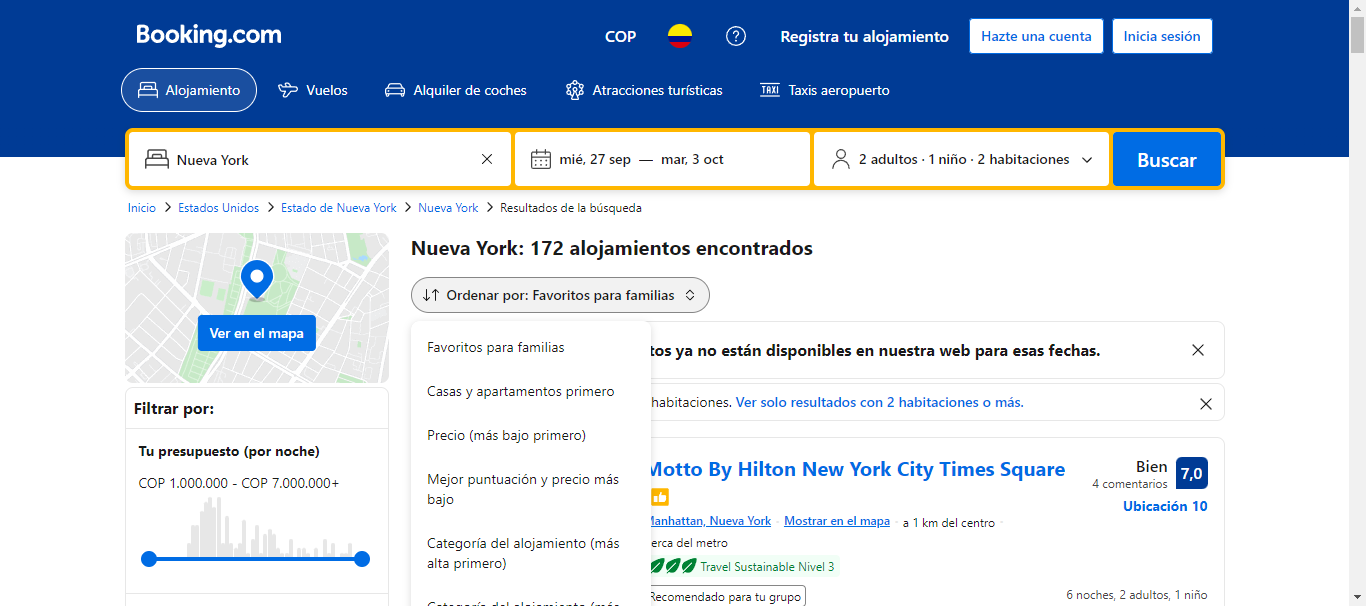 Booking.com
COP
Registra tu alojamiento
Hazte una cuenta
Inicia sesión
Alojamiento
Vuelos
Alquiler de coches
Atracciones turísticas
TAXI Taxis aeropuerto
Nueva York
mié, 27 sep — mar, 3 oct
2 adultos · 1 niño · 2 habitaciones
Buscar
Inicio > Estados Unidos > Estado de Nueva York > Nueva York > Resultados de la búsqueda
Ver en el mapa
Filtrar por:
Tu presupuesto (por noche)
COP 1.000.000 - COP 7.000.000+
Nueva York: 172 alojamientos encontrados
Ordenar por: Favoritos para familias
Favoritos para familias
Casas y apartamentos primero
Precio (más bajo primero)
Mejor puntuación y precio más
bajo
Categoría del alojamiento (más
alta primero)
Categoría del alojamiento (más
tos ya no están disponibles en nuestra web para esas fechas.
habitaciones. Ver solo resultados con 2 habitaciones o más.
Motto By Hilton New York City Times Square
Manhattan, Nueva York · Mostrar en el mapa · a 1 km del centro ·
erca del metro
Travel Sustainable Nivel 3
Recomendado para tu grupo
Bien
7,0
4 comentarios
Ubicación 10
6 noches, 2 adultos, 1 niño